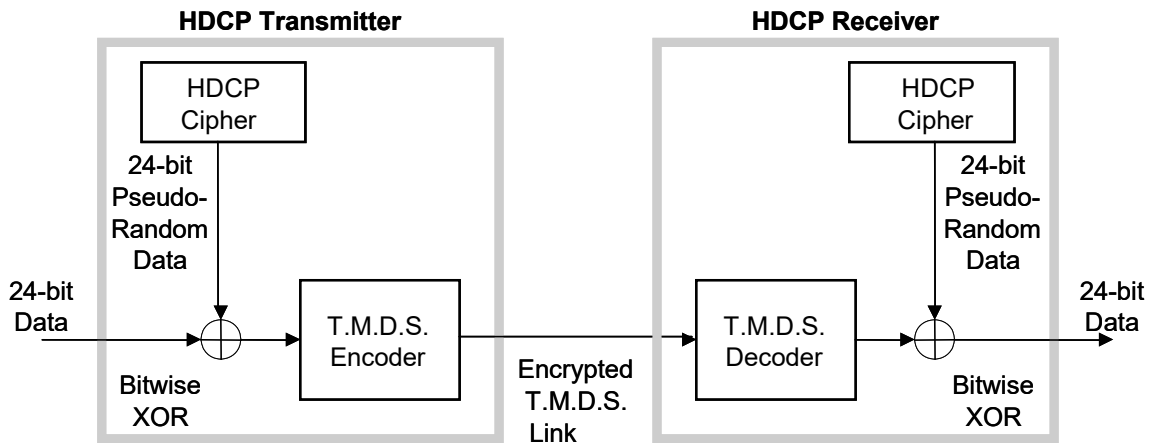 HDCP Transmitter
HDCP
Cipher
24-bit
Pseudo-
Random
Data
24-bit
Data
Bitwise
XOR
T.M.D.S.
Encoder
Encrypted
T.M.D.S.
Link
HDCP Receiver
HDCP
Cipher
24-bit
Pseudo-
Random
Data
T.M.D.S.
Decoder
Bitwise
XOR
24-bit
Data